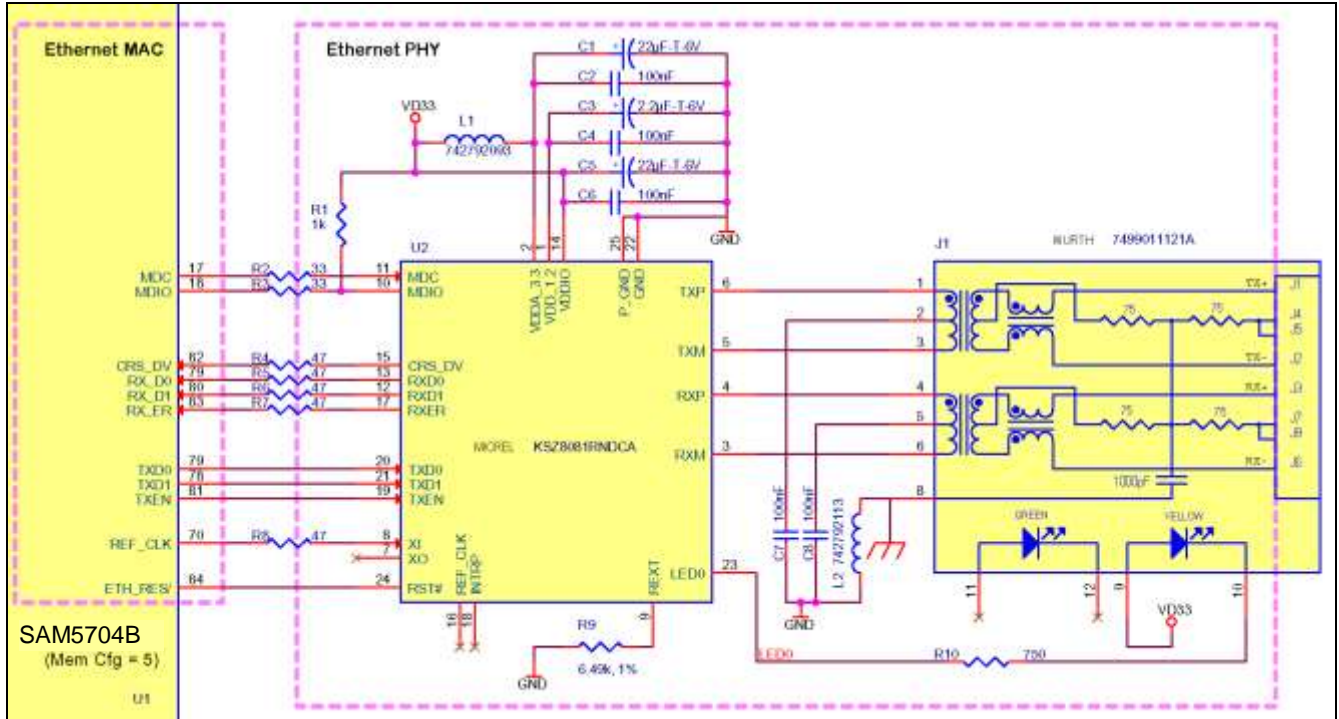 Ethernet MAC
Ethernet PHY
C1 + 22µF-T-6V
C2 100nF
C3 + 2.2µF-T-6V
C4 100nF
C5 + 22µF-T-6V
C6 100nF
VD33
L1
742792093
R1
1k
GND
U2
2 1 14 25 22
VDDA_3.3
VDD_1.2
VDDIO
P_GND
GND
J1 WURTH 7499011121A
MDC 17 R2 33 11 MDC
MDIO 18 R3 33 10 MDIO
CRS_DV 82 R4 47 15 CRS_DV
RX_D0 79 R5 47 13 RXD0
RX_D1 80 R6 47 12 RXD1
RX_ER 83 R7 47 17 RXER
TXD0 79 20 TXD0
TXD1 78 21 TXD1
TXEN 81 19 TXEN
REF_CLK 70 R8 47 8 XI
7 XO
ETH_RES/ 84 24 RST#
MICREL KSZ8081RNDCA
REF_CLK
INTRP
REXT
16 18 9
TXP 6
TXM 5
RXP 4
RXM 3
LED0 23
1
2
3
4
5
6
8
TX+ J1
75 75
J4
J5
TX- J2
RX+ J3
75 75
J7
J8
RX- J6
1000pF
C7 100nF
C8 100nF
L2 742792113
GND
GREEN
YELLOW
11 12 9 10
VD33
R9
6.49k, 1%
GND
LED0 R10 750
SAM5704B
(Mem Cfg = 5)
U1